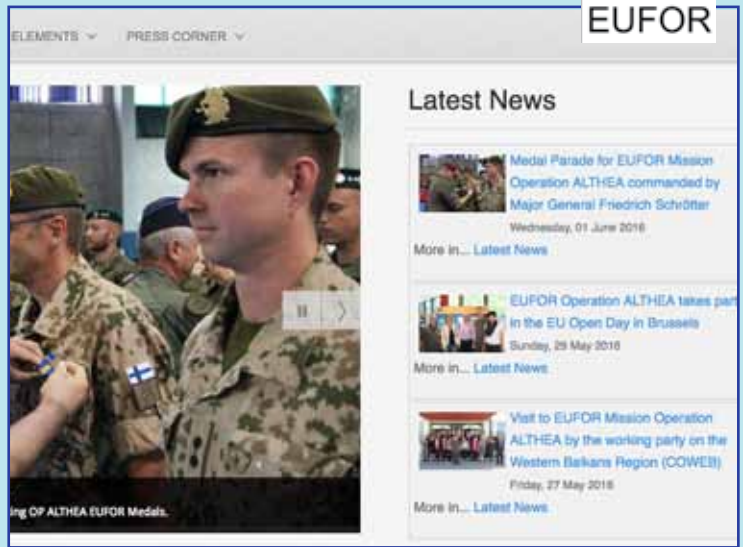 EUFOR
ELEMENTS
PRESS CORNER
Latest News
Medal Parade for EUFOR Mission
Operation ALTHEA commanded by
Major General Friedrich Schrötter
Wednesday, 01 June 2016
More in... Latest News
EUFOR Operation ALTHEA takes part
in the EU Open Day in Brussels
Sunday, 29 May 2016
More in... Latest News
Visit to EUFOR Mission Operation
ALTHEA by the working party on the
Western Balkans Region (COWEB)
Friday, 27 May 2016
More in... Latest News
ing OP ALTHEA EUFOR Medals.